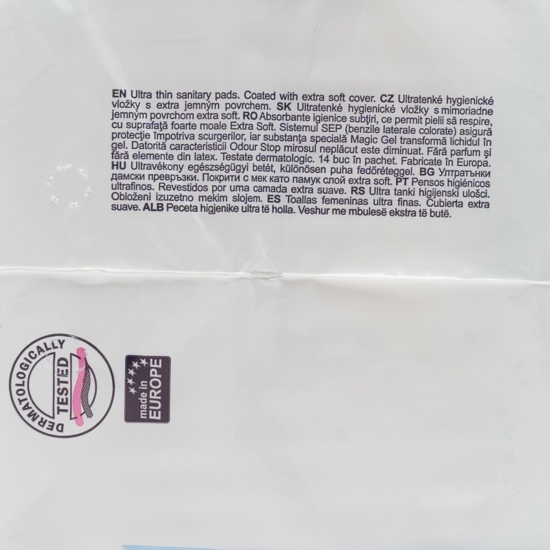 EN Ultra thin sanitary pads. Coated with extra soft cover. CZ Ultratenké hygienické
vložky s extra jemným povrchem. SK Ultratenké hygienické vložky s mimoriadne
jemným povrchom extra soft. RO Absorbante igienice subţiri, ce permit pielii să respire,
cu suprafaţă foarte moale Extra Soft. Sistemul SEP (benzile laterale colorate) asigură
protecţie împotriva scurgerilor, iar substanţa specială Magic Gel transformă lichidul în
gel. Datorită caracteristicii Odour Stop mirosul neplăcut este diminuat. Fără parfum şi
fără elemente din latex. Testate dermatologic. 14 buc în pachet. Fabricate în Europa.
HU Ultravékony egészségügyi betét, különösen puha fedőréteggel. BG Ултратънки
дамски превръзки. Покрити с мек като памук слой extra soft. PT Pensos higiénicos
ultrafinos. Revestidos por uma camada extra suave. RS Ultra tanki higijenski ulošci.
Obloženi izuzetno mekim slojem. ES Toallas femeninas ultra finas. Cubierta extra
suave. ALB Peceta higjenike ultra të holla. Veshur me mbulesë ekstra të butë.
DERMATOLOGICALLY
TESTED
made in
EUROPE